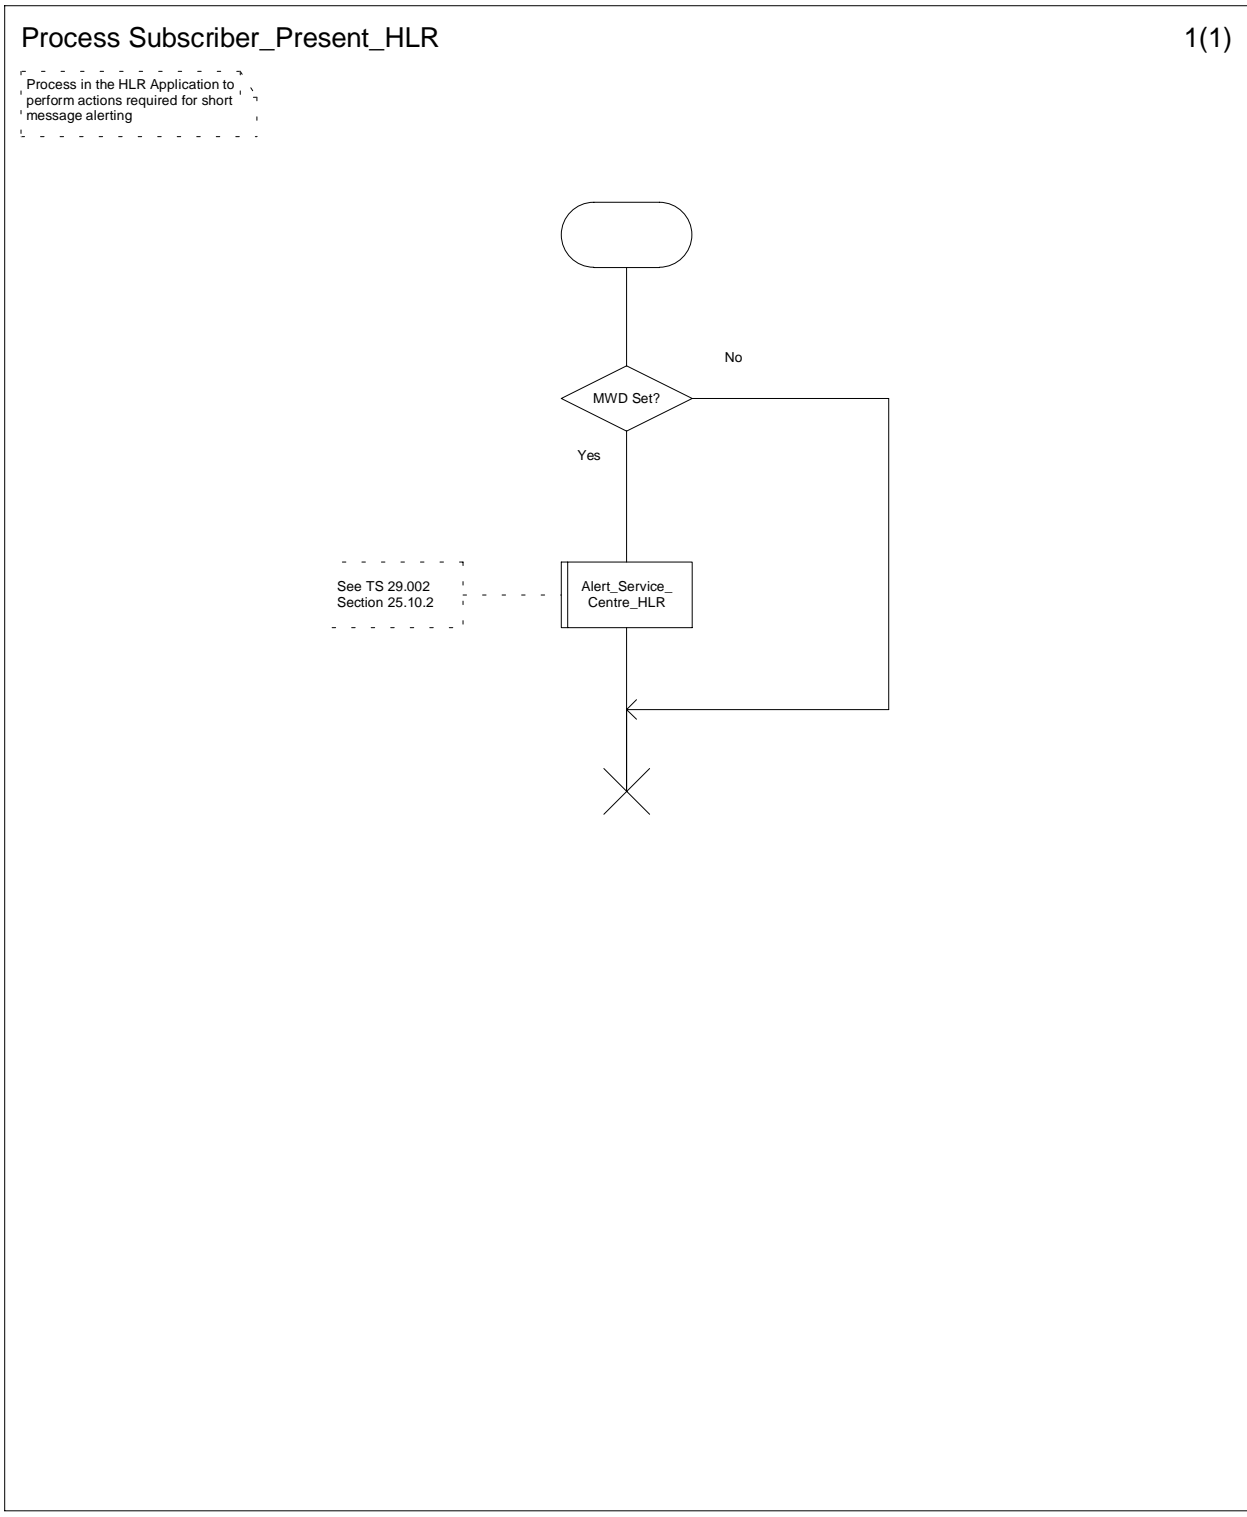 Process Subscriber_Present_HLR
1(1)
Process in the HLR Application to
perform actions required for short
message alerting
No
MWD Set?
Yes
See TS 29.002
Section 25.10.2
Alert_Service_
Centre_HLR